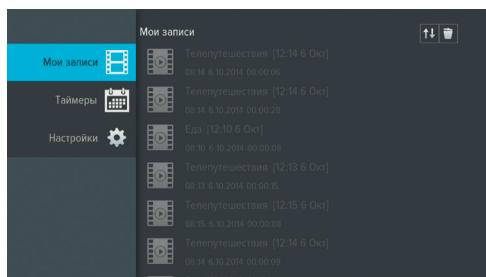 Мои записи
Мои записи
Таймеры
Настройки
Телепутешествия [12:14 6 Окт]
08:14 6.10.2014 00:00:06
Телепутешествия [12:14 6 Окт]
08:14 6.10.2014 00:00:28
Еда [12:10 6 Окт]
08:10 6.10.2014 00:00:08
Телепутешествия [12:13 6 Окт]
08:13 6.10.2014 00:00:15
Телепутешествия [12:15 6 Окт]
08:15 6.10.2014 00:00:08
Телепутешествия [12:14 6 Окт]
08:14 6.10.2014 00:00:09